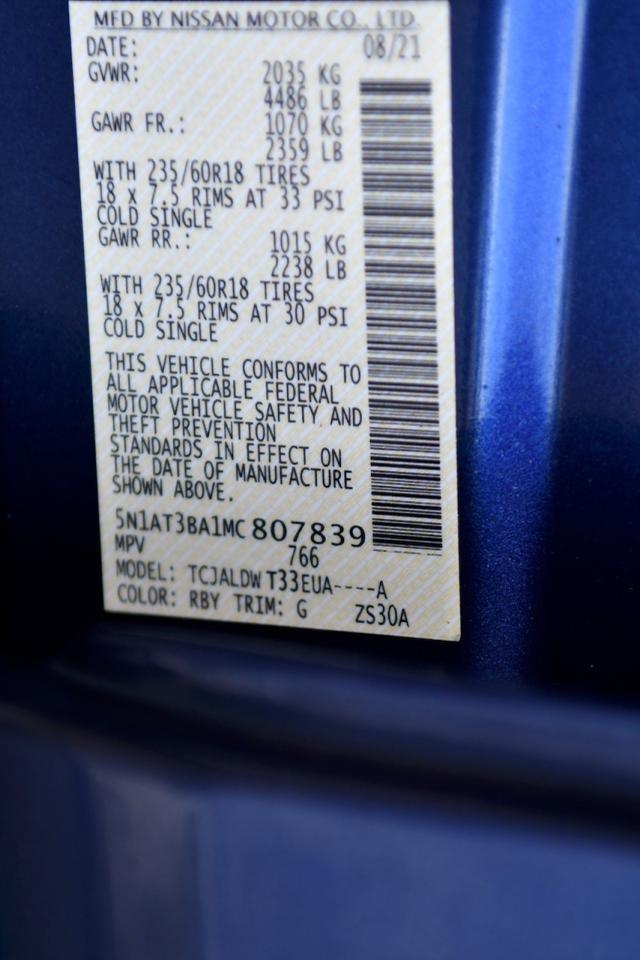 MFD BY NISSAN MOTOR CO., LTD
DATE: 08/21
GVWR: 2035 KG
4486 LB
GAWR FR.: 1070 KG
2359 LB
WITH 235/60R18 TIRES
18 x 7.5 RIMS AT 33 PSI
COLD SINGLE
GAWR RR.: 1015 KG
2238 LB
WITH 235/60R18 TIRES
18 x 7.5 RIMS AT 30 PSI
COLD SINGLE
THIS VEHICLE CONFORMS TO
ALL APPLICABLE FEDERAL
MOTOR VEHICLE SAFETY AND
THEFT PREVENTION
STANDARDS IN EFFECT ON
THE DATE OF MANUFACTURE
SHOWN ABOVE.
5N1AT3BA1MC807839
MPV 766
MODEL: TCJALDWT33EUA----A
COLOR: RBY TRIM: G ZS30A